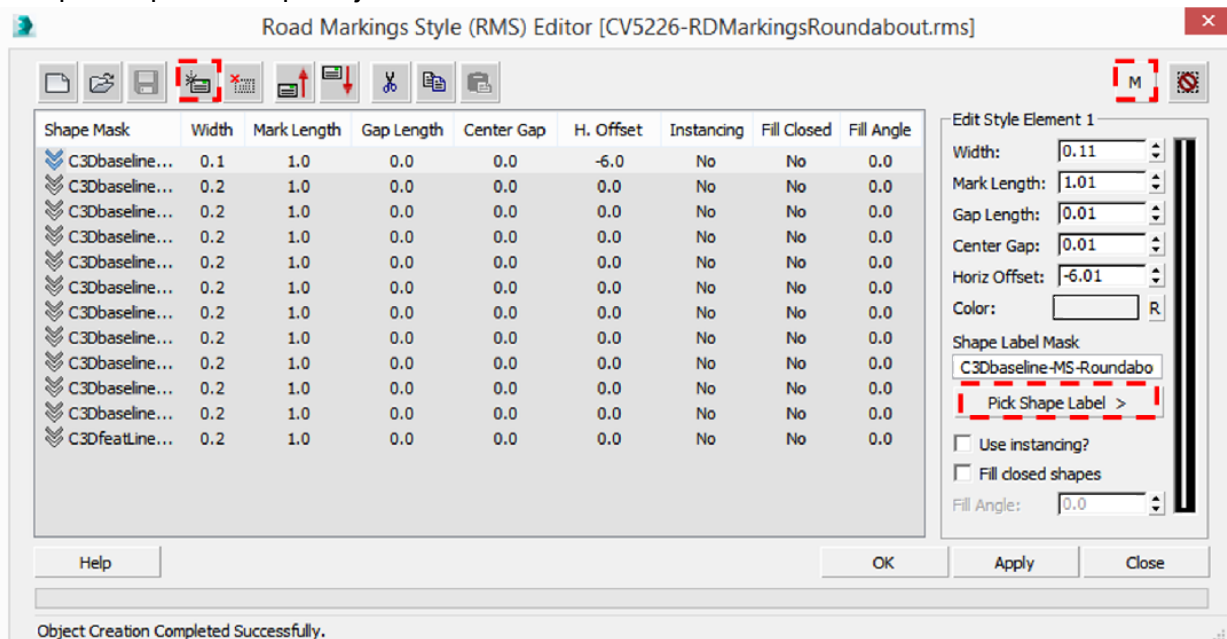 Road Markings Style (RMS) Editor [CV5226-RDMarkingsRoundabout.rms]
M
Shape Mask Width Mark Length Gap Length Center Gap H. Offset Instancing Fill Closed Fill Angle
C3Dbaseline... 0.1 1.0 0.0 0.0 -6.0 No No 0.0
C3Dbaseline... 0.2 1.0 0.0 0.0 0.0 No No 0.0
C3Dbaseline... 0.2 1.0 0.0 0.0 0.0 No No 0.0
C3Dbaseline... 0.2 1.0 0.0 0.0 0.0 No No 0.0
C3Dbaseline... 0.2 1.0 0.0 0.0 0.0 No No 0.0
C3Dbaseline... 0.2 1.0 0.0 0.0 0.0 No No 0.0
C3Dbaseline... 0.2 1.0 0.0 0.0 0.0 No No 0.0
C3Dbaseline... 0.2 1.0 0.0 0.0 0.0 No No 0.0
C3Dbaseline... 0.2 1.0 0.0 0.0 0.0 No No 0.0
C3Dbaseline... 0.2 1.0 0.0 0.0 0.0 No No 0.0
C3Dbaseline... 0.2 1.0 0.0 0.0 0.0 No No 0.0
C3DfeatLine... 0.2 1.0 0.0 0.0 0.0 No No 0.0
Edit Style Element 1
Width: 0.11
Mark Length: 1.01
Gap Length: 0.01
Center Gap: 0.01
Horiz Offset: -6.01
Color: R
Shape Label Mask
C3Dbaseline-MS-Roundabo
Pick Shape Label >
Use instancing?
Fill closed shapes
Fill Angle: 0.0
Help OK Apply Close
Object Creation Completed Successfully.